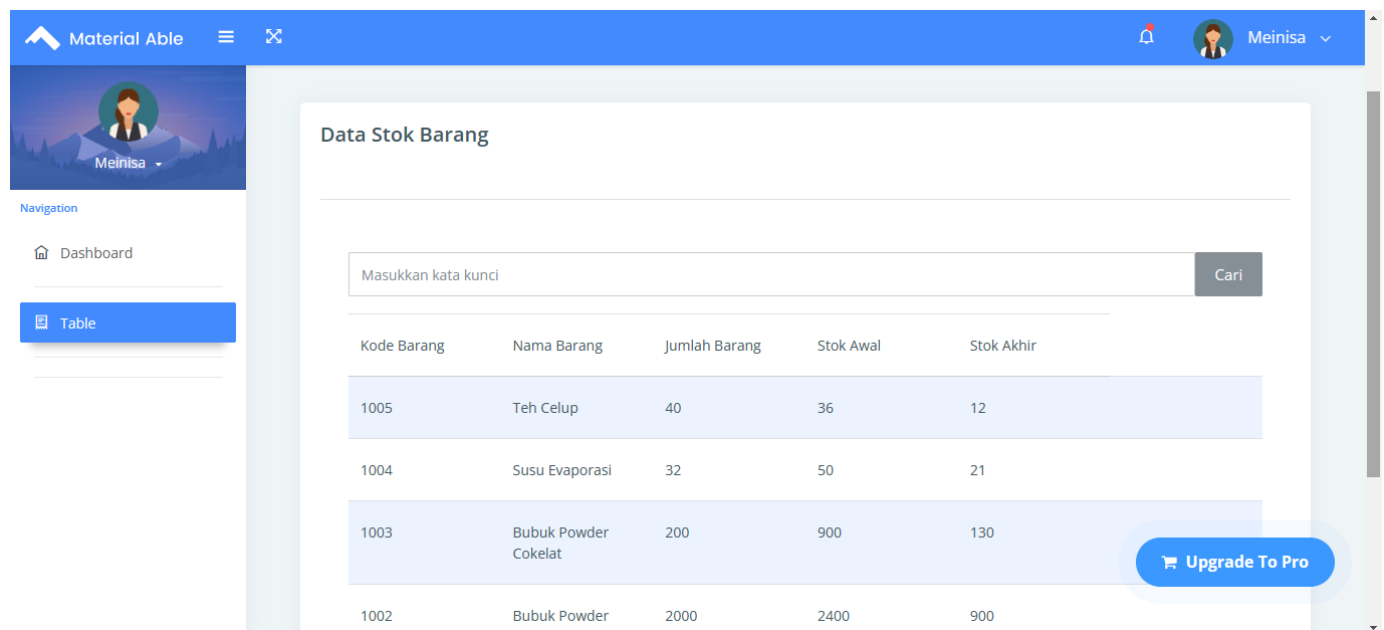 Material Able
Meinisa
Meinisa
Navigation
Dashboard
Table
Data Stok Barang
Masukkan kata kunci Cari
Kode Barang Nama Barang Jumlah Barang Stok Awal Stok Akhir
1005 Teh Celup 40 36 12
1004 Susu Evaporasi 32 50 21
1003 Bubuk Powder 200 900 130
Cokelat
Upgrade To Pro
1002 Bubuk Powder 2000 2400 900